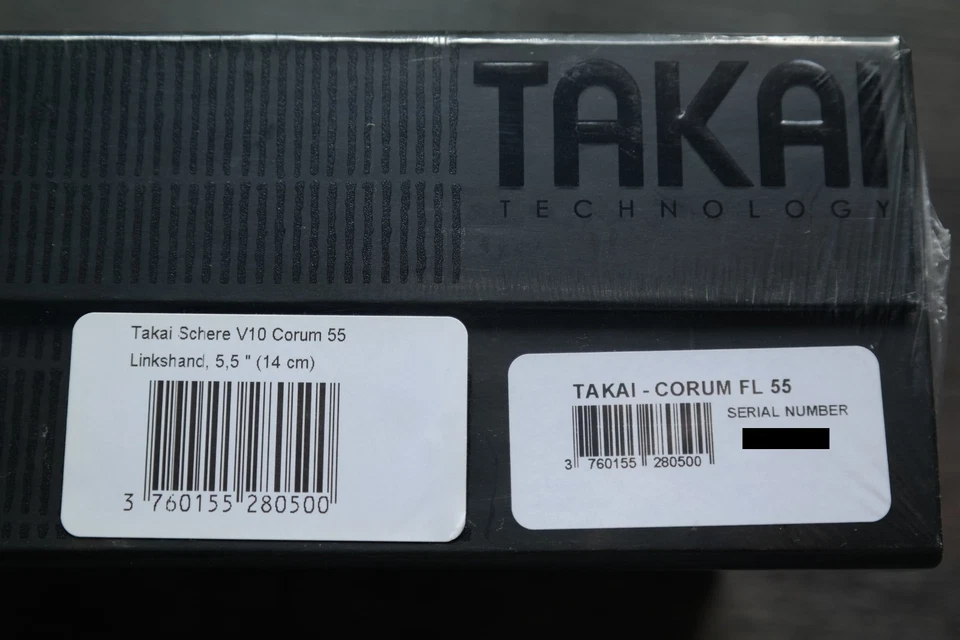 TAKAI
TECHNOLOGY
Takai Schere V10 Corum 55
Linkshand, 5,5 " (14 cm)
3 760155 280500
TAKAI - CORUM FL 55
SERIAL NUMBER
3 760155 280500